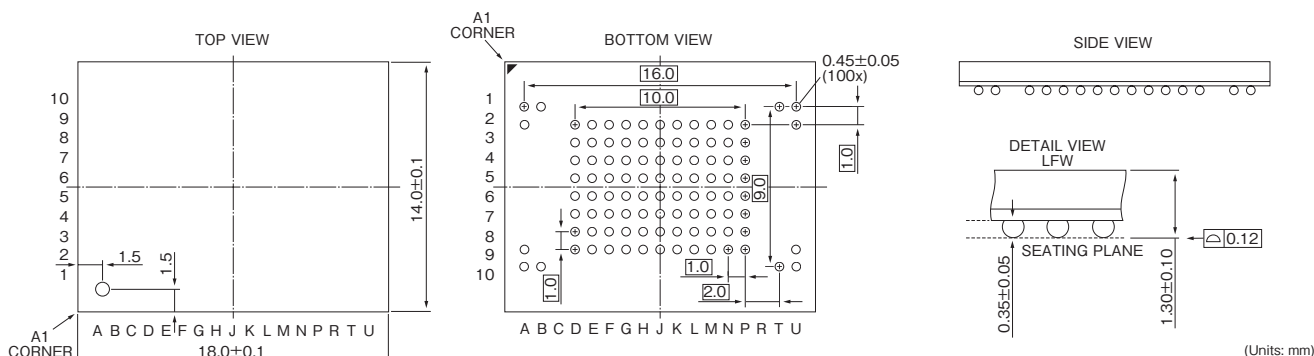 TOP VIEW
10
9
8
7
6
5
4
3
2
1
1.5
1.5
14.0±0.1
A1
CORNER
A B C D E F G H J K L M N P R T U
18.0±0.1
A1
CORNER
BOTTOM VIEW
0.45±0.05
(100x)
16.0
10.0
1
2
3
4
5
6
7
8
9
10
1.0
9.0
1.0
1.0
2.0
A B C D E F G H J K L M N P R T U
SIDE VIEW
DETAIL VIEW
LFW
SEATING PLANE
0.12
0.35±0.05
1.30±0.10
(Units: mm)